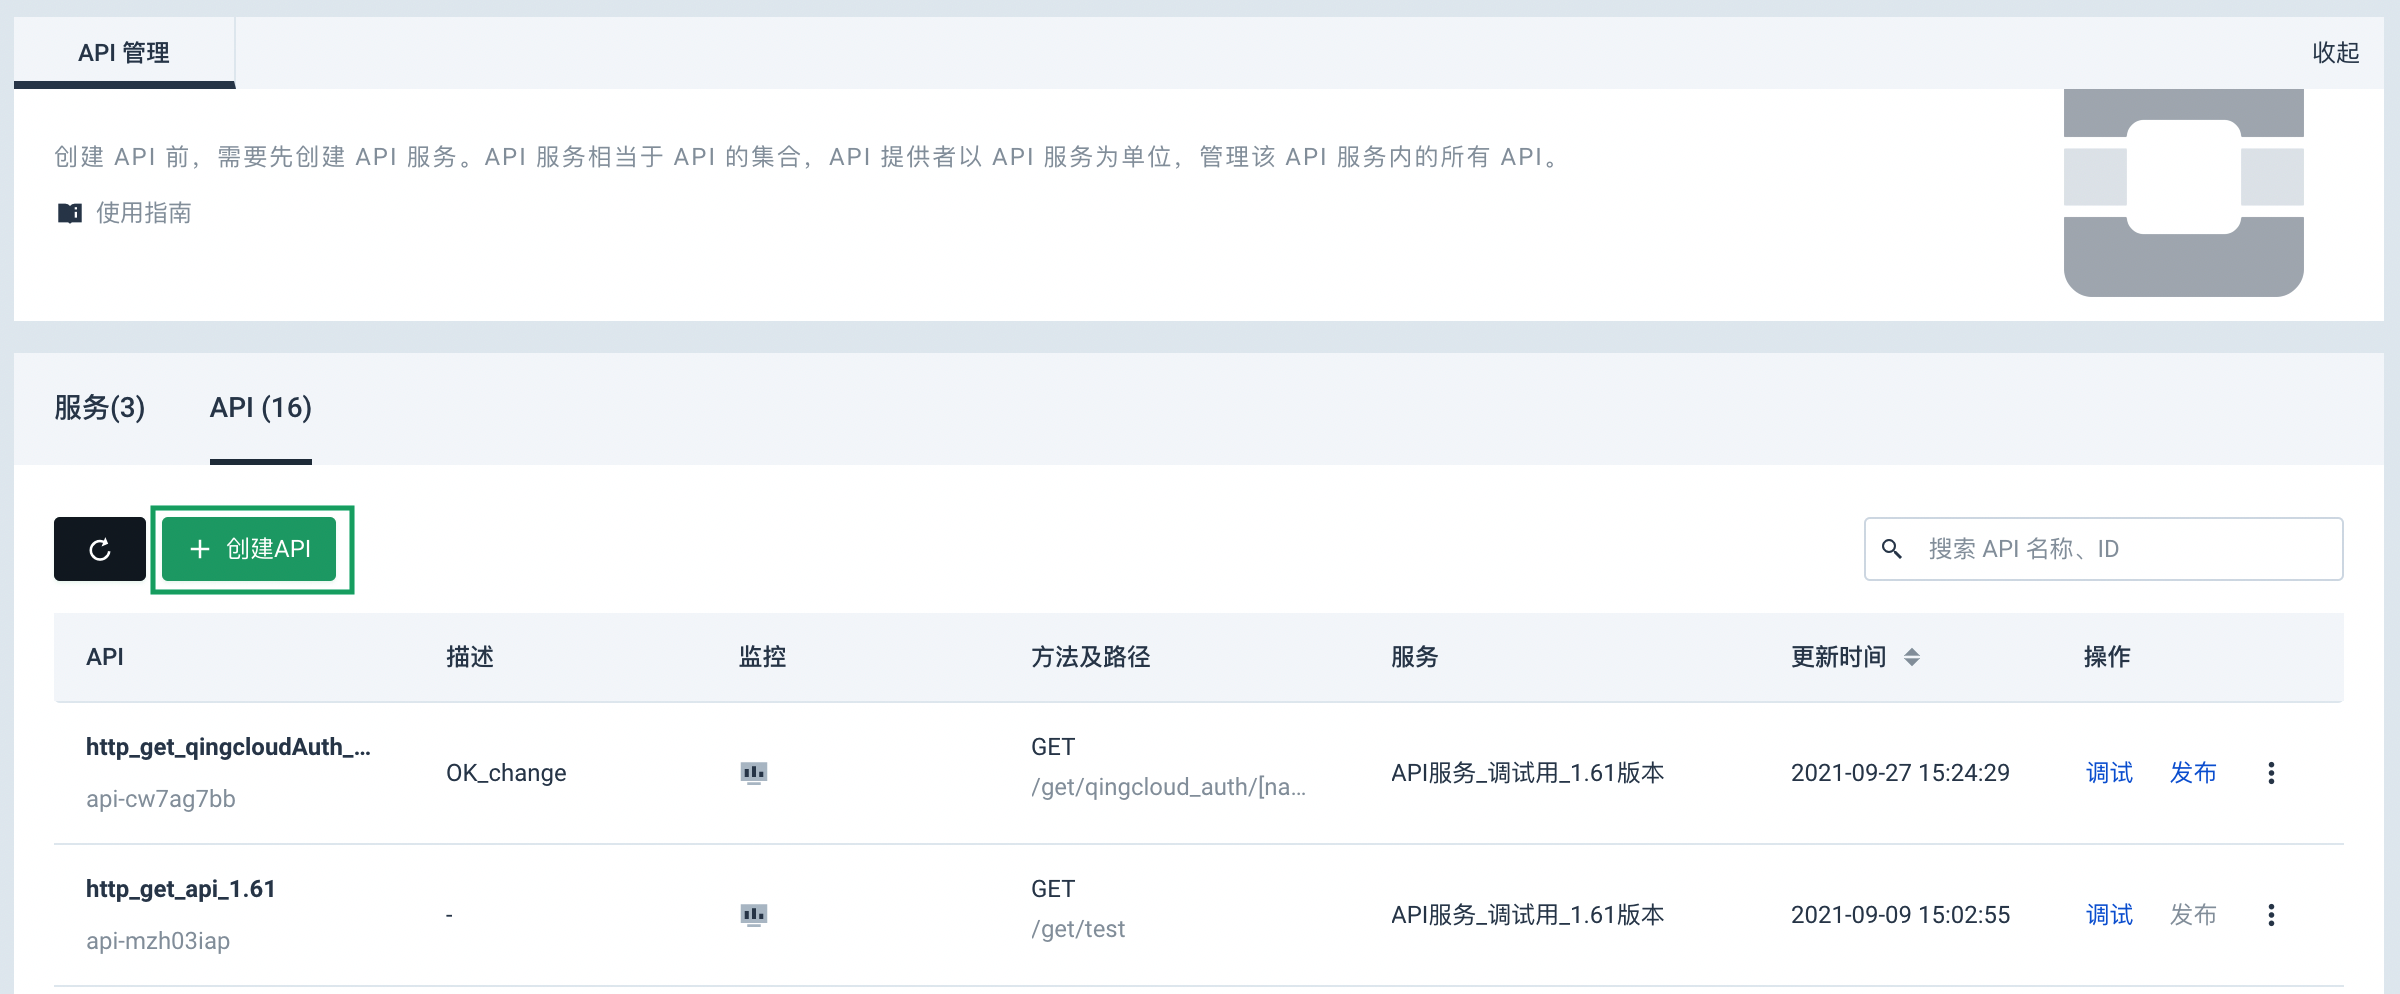 API 管理
收起
创建 API 前，需要先创建 API 服务。API 服务相当于 API 的集合，API 提供者以 API 服务为单位，管理该 API 服务内的所有 API。
使用指南
服务(3)
API (16)
创建API
搜索 API 名称、ID
API 描述 监控 方法及路径 服务 更新时间 操作
http_get_qingcloudAuth_...
api-cw7ag7bb
OK_change
GET
/get/qingcloud_auth/[na...
API服务_调试用_1.61版本
2021-09-27 15:24:29
调试 发布
http_get_api_1.61
api-mzh03iap
-
GET
/get/test
API服务_调试用_1.61版本
2021-09-09 15:02:55
调试 发布